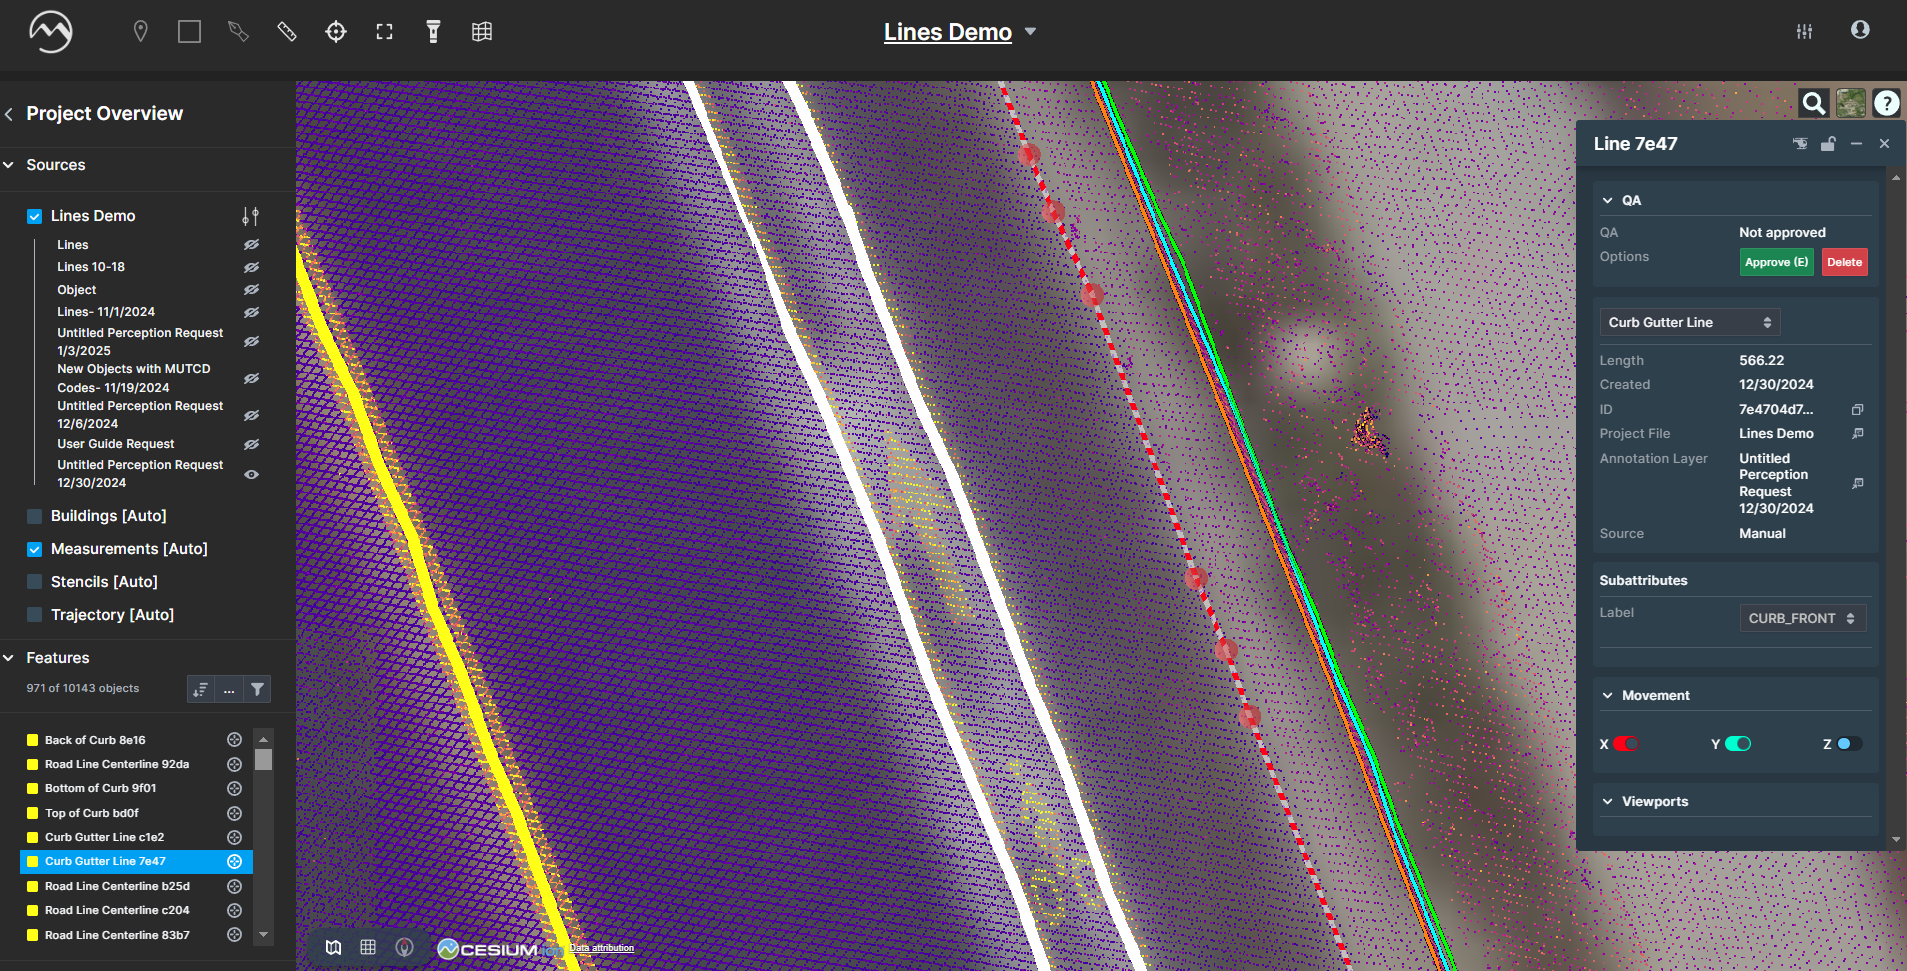 Lines Demo
Project Overview
Sources
Lines Demo
Lines
Lines 10-18
Object
Lines- 11/1/2024
Untitled Perception Request
1/3/2025
New Objects with MUTCD
Codes- 11/19/2024
Untitled Perception Request
12/6/2024
User Guide Request
Untitled Perception Request
12/30/2024
Buildings [Auto]
Measurements [Auto]
Stencils [Auto]
Trajectory [Auto]
Features
971 of 10143 objects
...
Back of Curb 8e16
Road Line Centerline 92da
Bottom of Curb 9f01
Top of Curb bd0f
Curb Gutter Line c1e2
Curb Gutter Line 7e47
Road Line Centerline b25d
Road Line Centerline c204
Road Line Centerline 83b7
CESIUM ion
Data attribution
Line 7e47
QA
QA Not approved
Options Approve (E) Delete
Curb Gutter Line
Length 566.22
Created 12/30/2024
ID 7e4704d7...
Project File Lines Demo
Annotation Layer Untitled
Perception
Request
12/30/2024
Source Manual
Subattributes
Label CURB_FRONT
Movement
X Y Z
Viewports